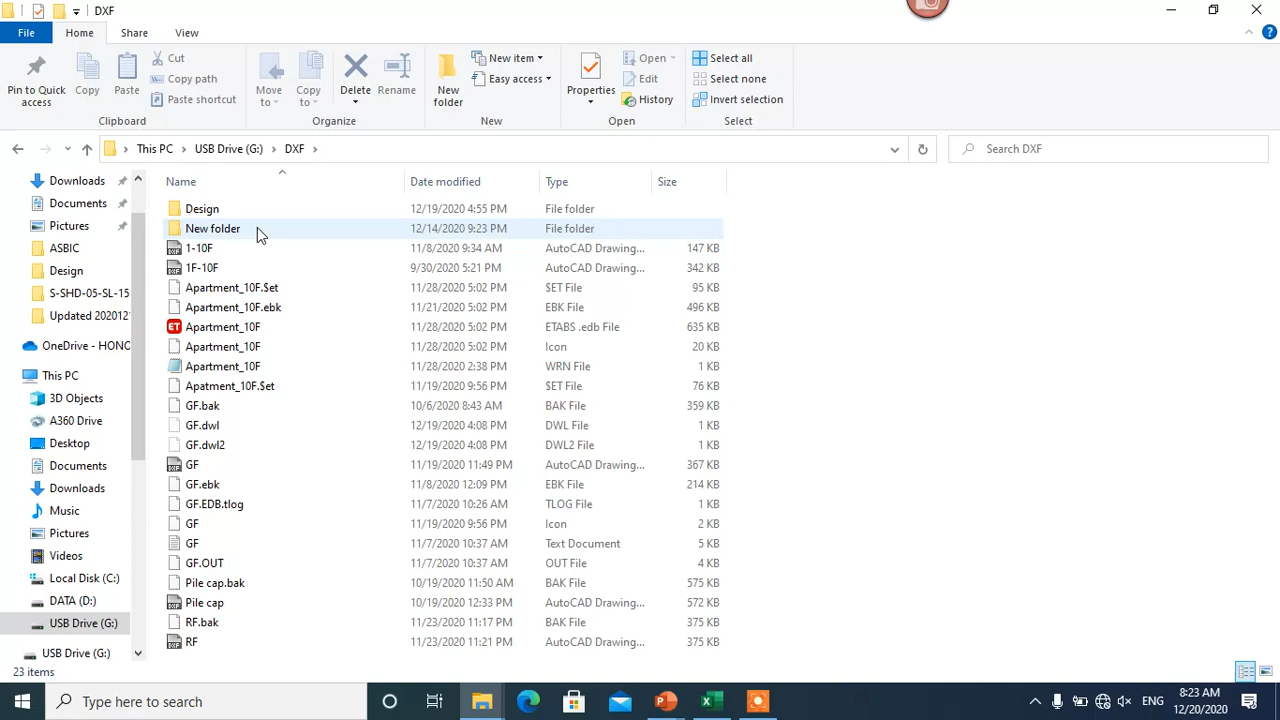 DXF
File Home Share View
Pin to Quick access
Copy
Paste
Cut
Copy path
Paste shortcut
Clipboard
Move to
Copy to
Delete
Rename
Organize
New folder
New item
Easy access
New
Properties
Open
Edit
History
Open
Select all
Select none
Invert selection
Select
This PC USB Drive (G:) DXF
Search DXF
Downloads
Documents
Pictures
ASBIC
Design
S-SHD-05-SL-15
Updated 202012
OneDrive - HONO
This PC
3D Objects
A360 Drive
Desktop
Documents
Downloads
Music
Pictures
Videos
Local Disk (C:)
DATA (D:)
USB Drive (G:)
USB Drive (G:)
Name Date modified Type Size
Design 12/19/2020 4:55 PM File folder
New folder 12/14/2020 9:23 PM File folder
DXF 1-10F 11/8/2020 9:34 AM AutoCAD Drawing... 147 KB
DXF 1F-10F 9/30/2020 5:21 PM AutoCAD Drawing... 342 KB
Apartment_10F.$et 11/28/2020 5:02 PM $ET File 95 KB
Apartment_10F.ebk 11/21/2020 5:02 PM EBK File 496 KB
ET Apartment_10F 11/28/2020 5:02 PM ETABS .edb File 635 KB
Apartment_10F 11/28/2020 5:02 PM Icon 20 KB
Apartment_10F 11/28/2020 2:38 PM WRN File 1 KB
Apatment_10F.$et 11/19/2020 9:56 PM $ET File 76 KB
GF.bak 10/6/2020 8:43 AM BAK File 359 KB
GF.dwl 12/19/2020 4:08 PM DWL File 1 KB
GF.dwl2 12/19/2020 4:08 PM DWL2 File 1 KB
DXF GF 11/19/2020 11:49 PM AutoCAD Drawing... 367 KB
GF.ebk 11/8/2020 12:09 PM EBK File 214 KB
GF.EDB.tlog 11/7/2020 10:26 AM TLOG File 1 KB
GF 11/19/2020 9:56 PM Icon 2 KB
GF 11/7/2020 10:37 AM Text Document 5 KB
GF.OUT 11/7/2020 10:37 AM OUT File 4 KB
Pile cap.bak 10/19/2020 11:50 AM BAK File 575 KB
DXF Pile cap 10/19/2020 12:33 PM AutoCAD Drawing... 572 KB
RF.bak 11/23/2020 11:17 PM BAK File 375 KB
DXF RF 11/23/2020 11:21 PM AutoCAD Drawing... 375 KB
23 items
Type here to search
ENG
8:23 AM
12/20/2020